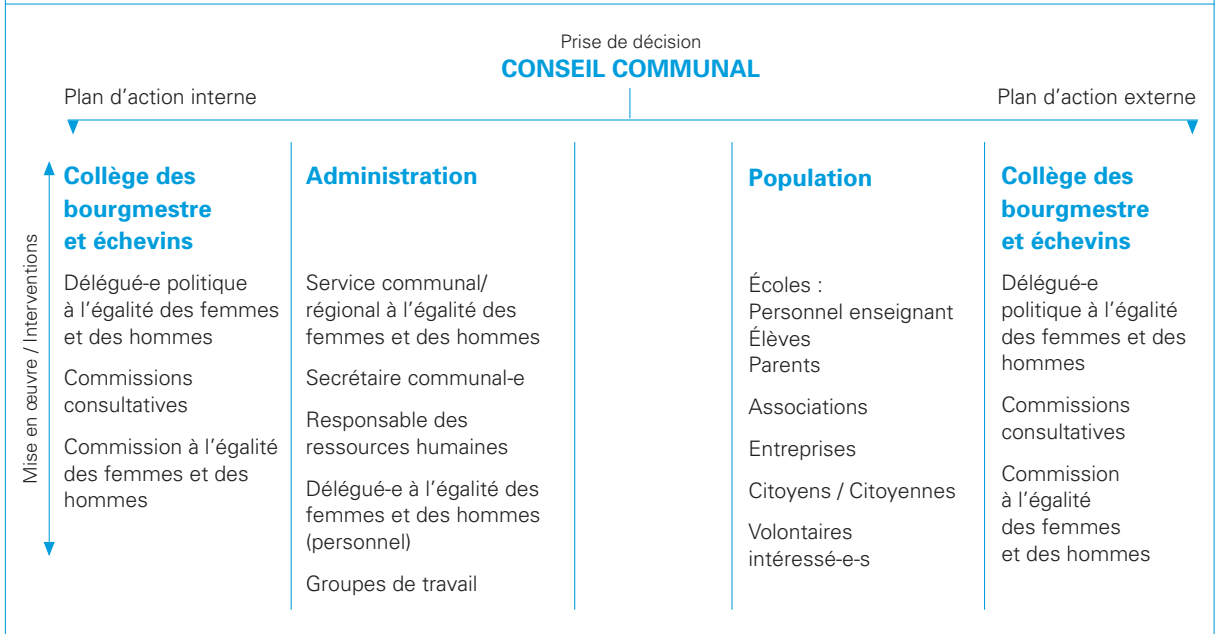 Prise de décision
CONSEIL COMMUNAL
Plan d'action interne
Plan d'action externe
Mise en œuvre / Interventions
Collège des
bourgmestre
et échevins
Délégué-e politique
à l'égalité des femmes
et des hommes
Commissions
consultatives
Commission à l'égalité
des femmes et des
hommes
Administration
Service communal/
régional à l'égalité des
femmes et des hommes
Secrétaire communal-e
Responsable des
ressources humaines
Délégué-e à l'égalité des
femmes et des hommes
(personnel)
Groupes de travail
Population
Écoles :
Personnel enseignant
Élèves
Parents
Associations
Entreprises
Citoyens / Citoyennes
Volontaires
intéressé-e-s
Collège des
bourgmestre
et échevins
Délégué-e
politique à l'égalité
des femmes et des
hommes
Commissions
consultatives
Commission
à l'égalité
des femmes
et des hommes